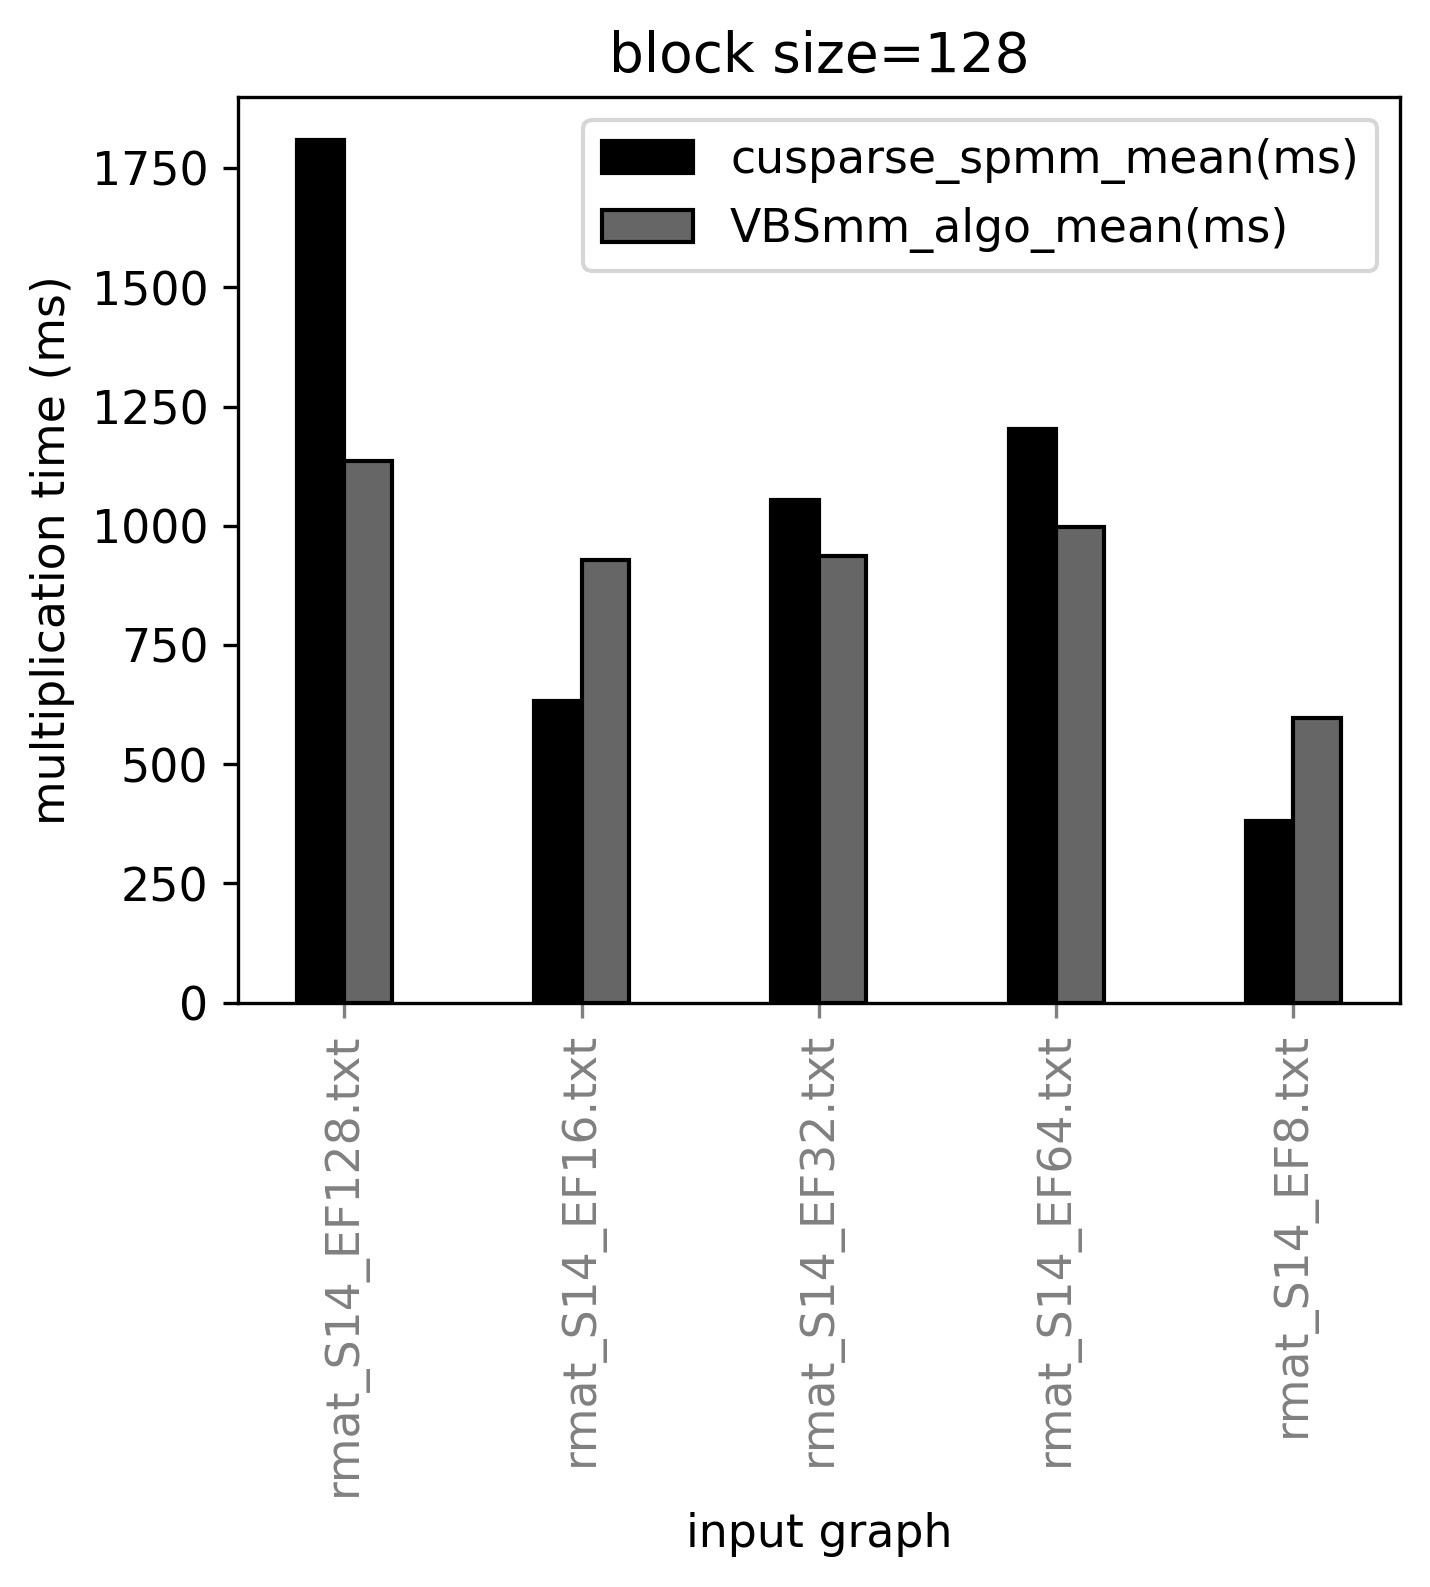 block size=128
cusparse_spmm_mean(ms)
VBSmm_algo_mean(ms)
multiplication time (ms)
1750
1500
1250
1000
750
500
250
0
rmat_S14_EF128.txt
rmat_S14_EF16.txt
rmat_S14_EF32.txt
rmat_S14_EF64.txt
rmat_S14_EF8.txt
input graph